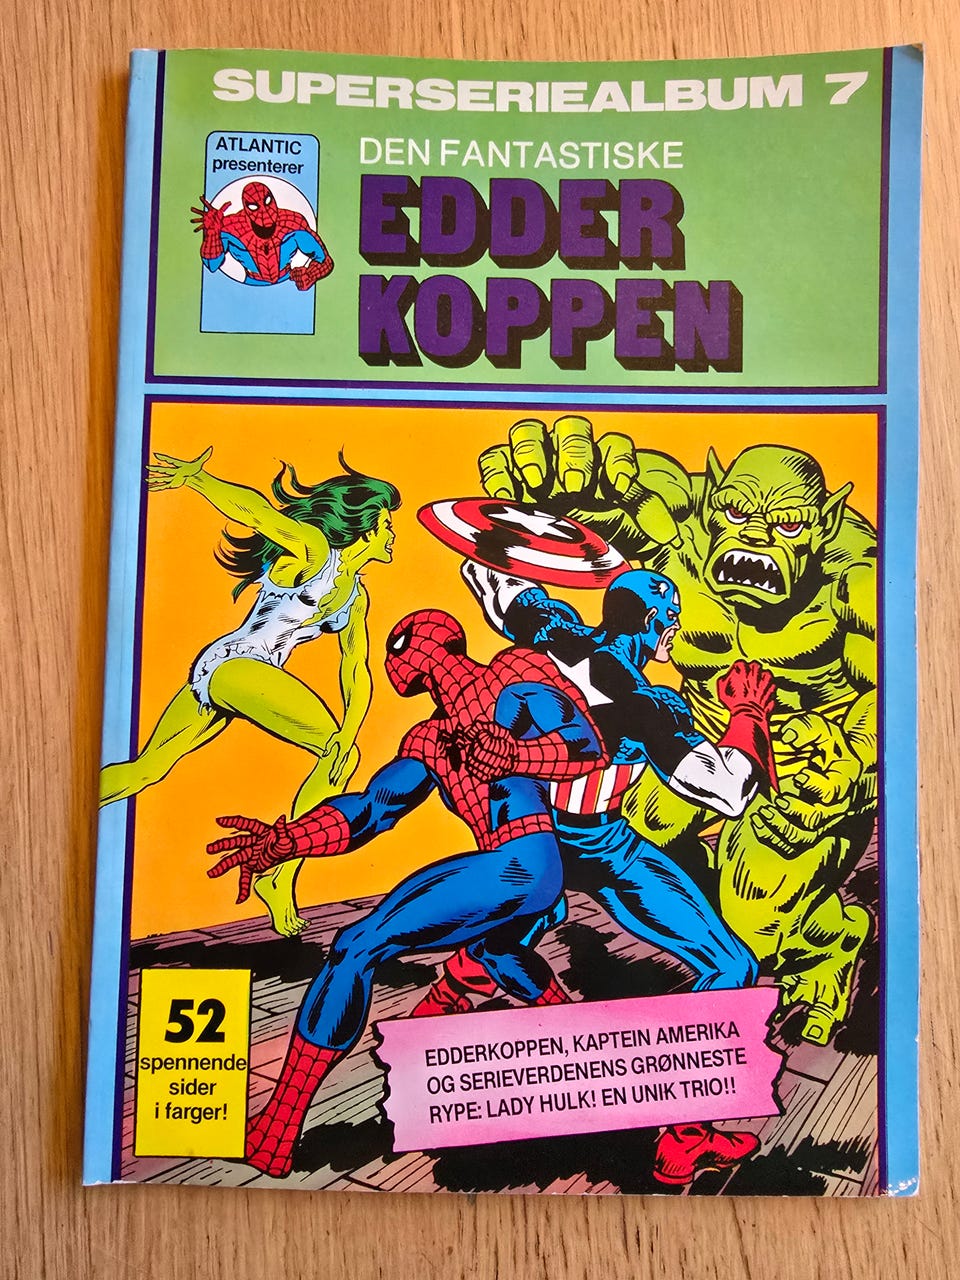 SUPERSERIEALBUM 7
ATLANTIC
presenterer
DEN FANTASTISKE
EDDER
KOPPEN
52
spennende
sider
i farger!
EDDERKOPPEN, KAPTEIN AMERIKA
OG SERIEVERDENENS GRØNNESTE
RYPE: LADY HULK! EN UNIK TRIO!!